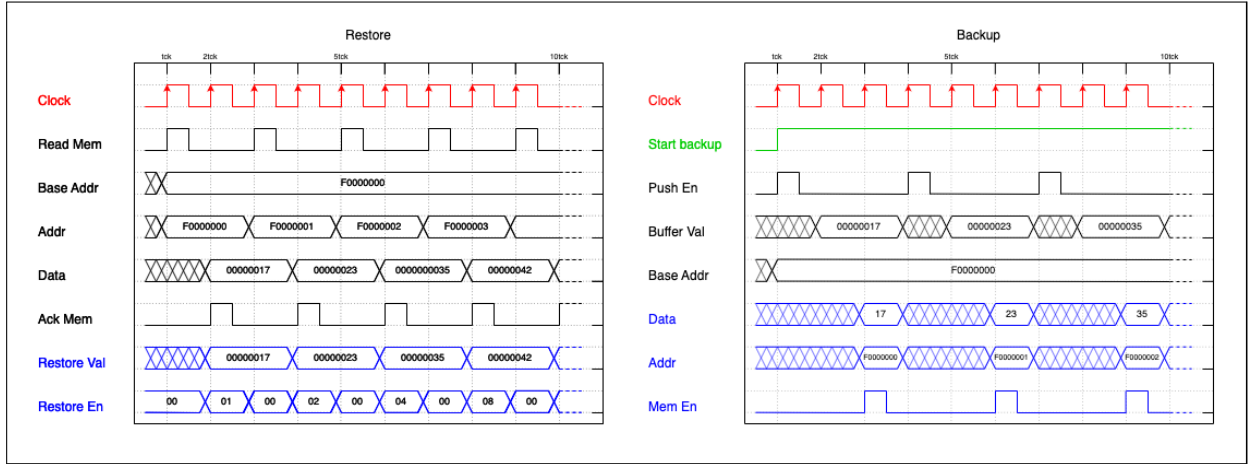 Restore
tck 2tck 5tck 10tck
Clock
Read Mem
Base Addr F0000000
Addr F0000000 F0000001 F0000002 F0000003
Data 00000017 00000023 0000000035 00000042
Ack Mem
Restore Val 00000017 00000023 00000035 00000042
Restore En 00 01 00 02 00 04 00 08 00
Backup
tck 2tck 5tck 10tck
Clock
Start backup
Push En
Buffer Val 00000017 00000023 00000035
Base Addr F0000000
Data 17 23 35
Addr F0000000 F0000001 F0000002
Mem En